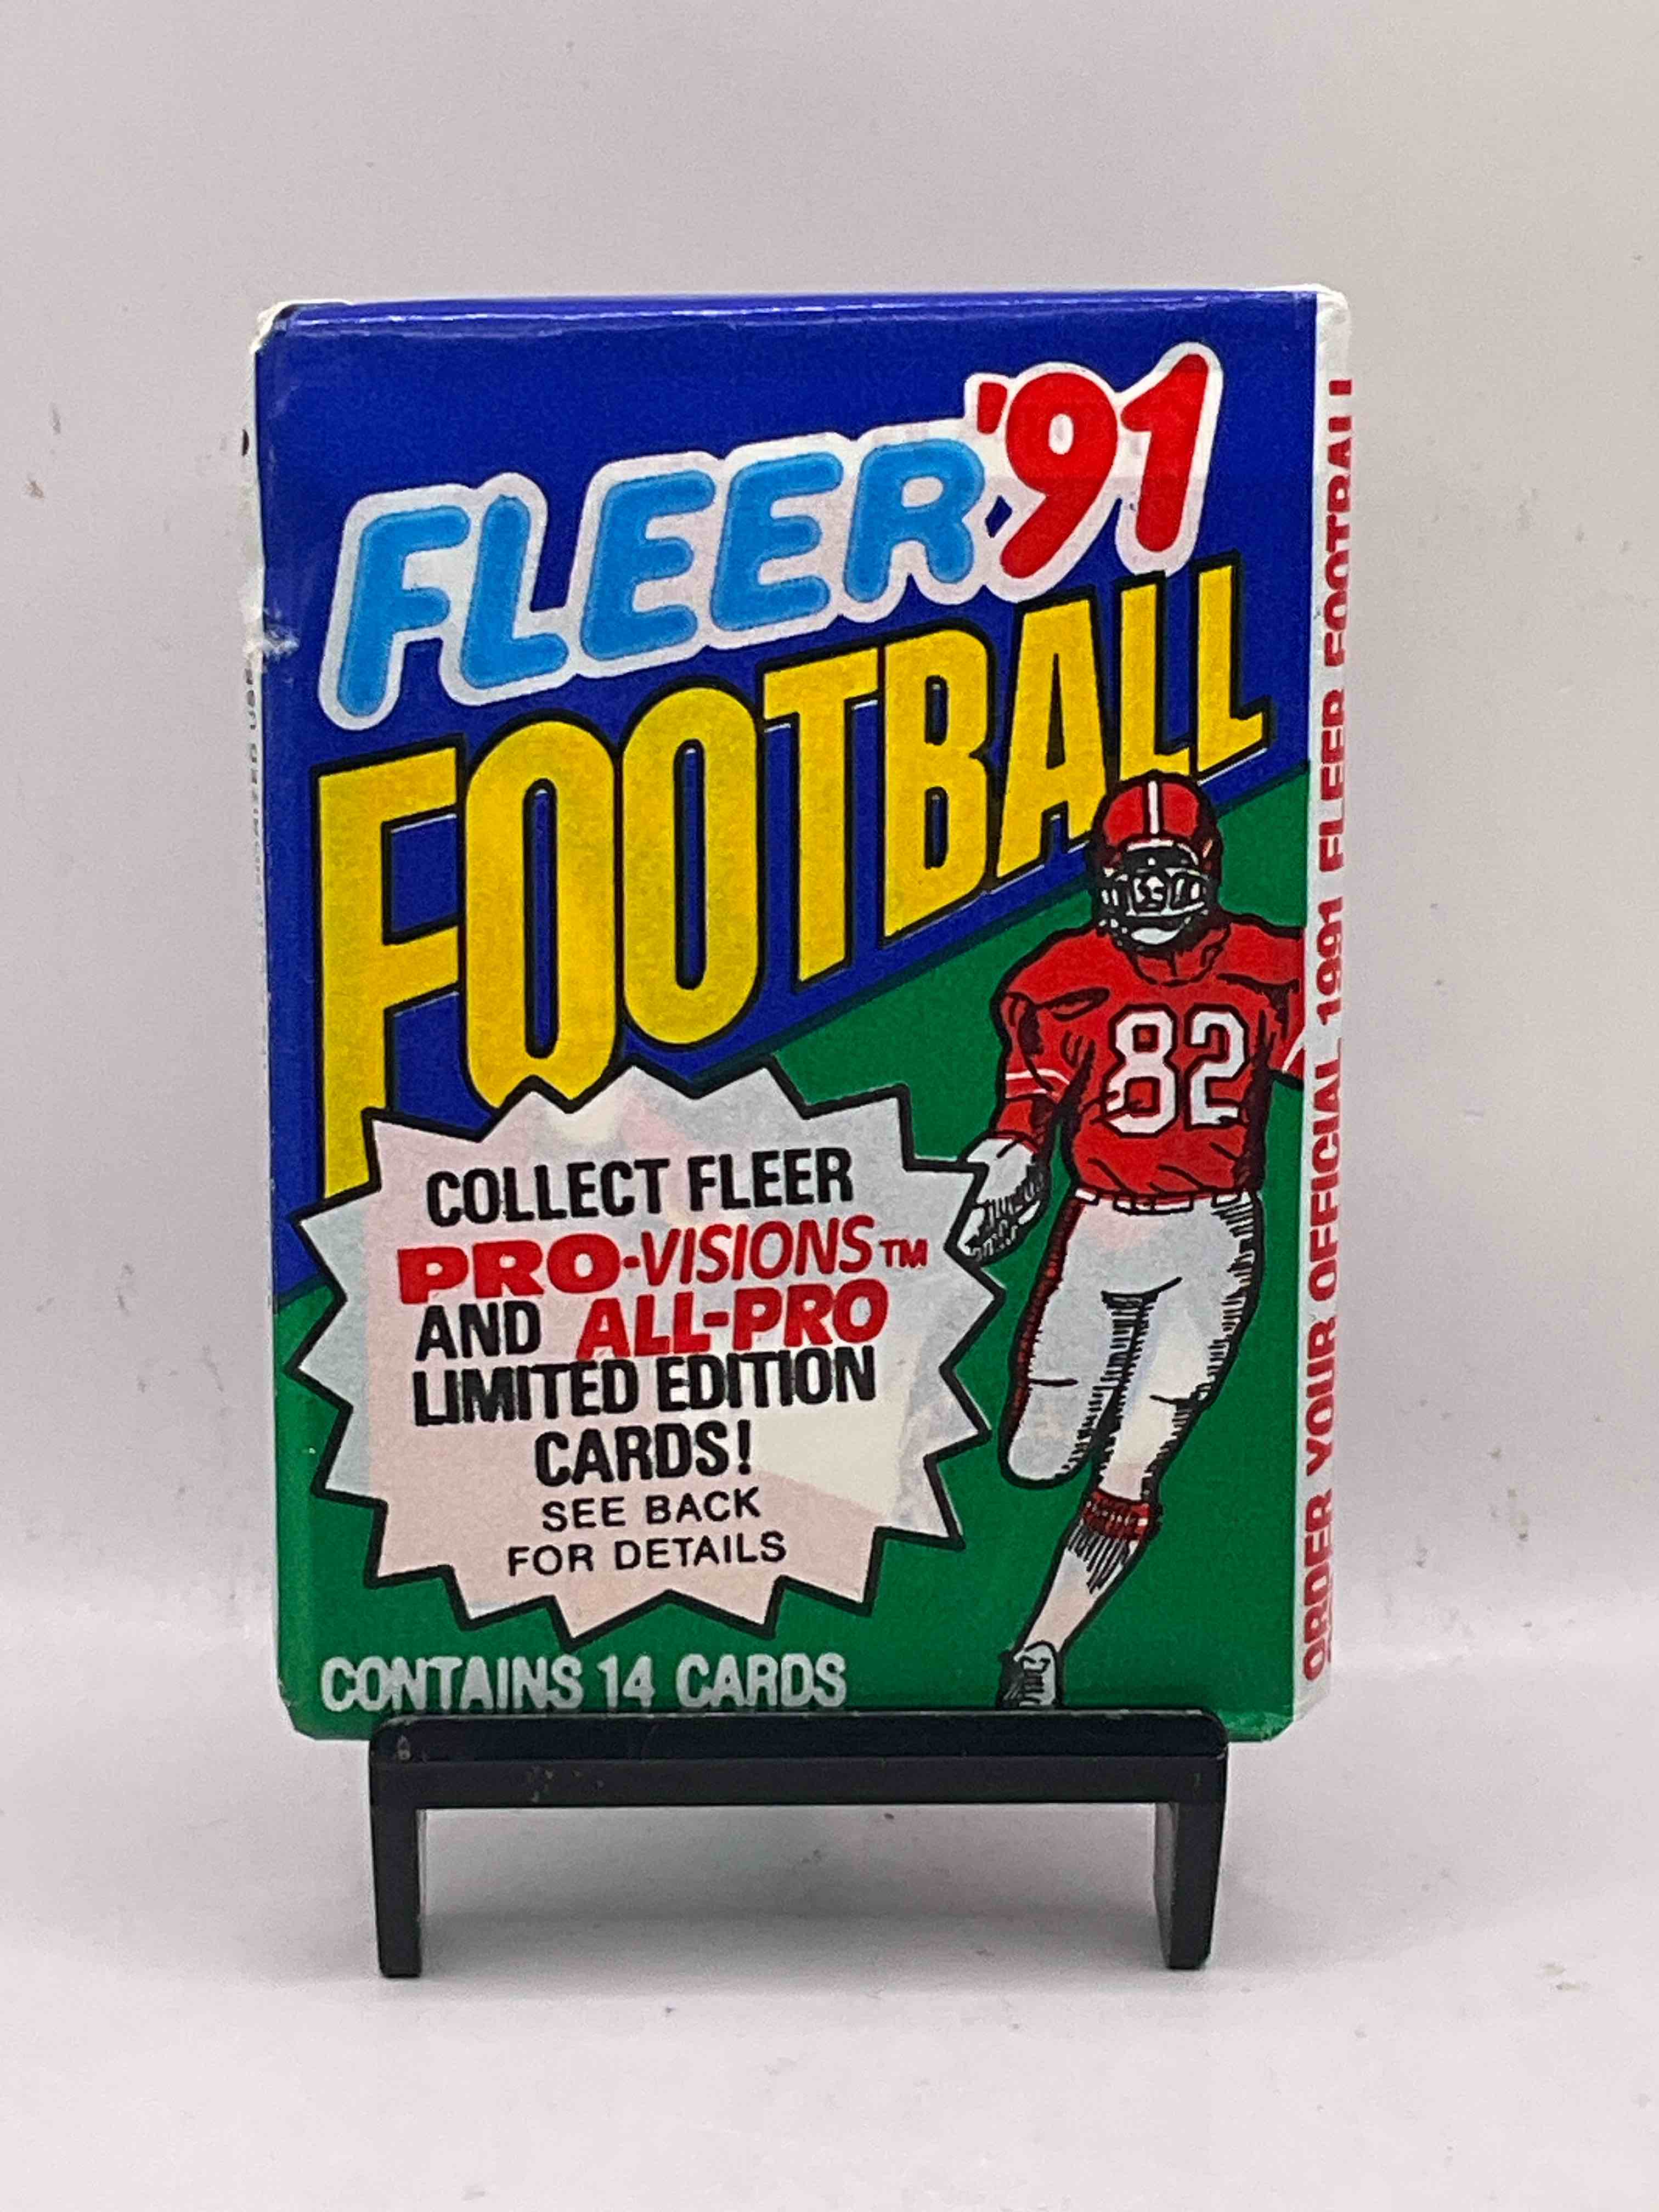 FLEER '91
FOOTBALL
82
COLLECT FLEER
PRO-VISIONS™
AND ALL-PRO
LIMITED EDITION
CARDS!
SEE BACK
FOR DETAILS
CONTAINS 14 CARDS
ORDER YOUR OFFICIAL 1991 FLEER FOOTBALL